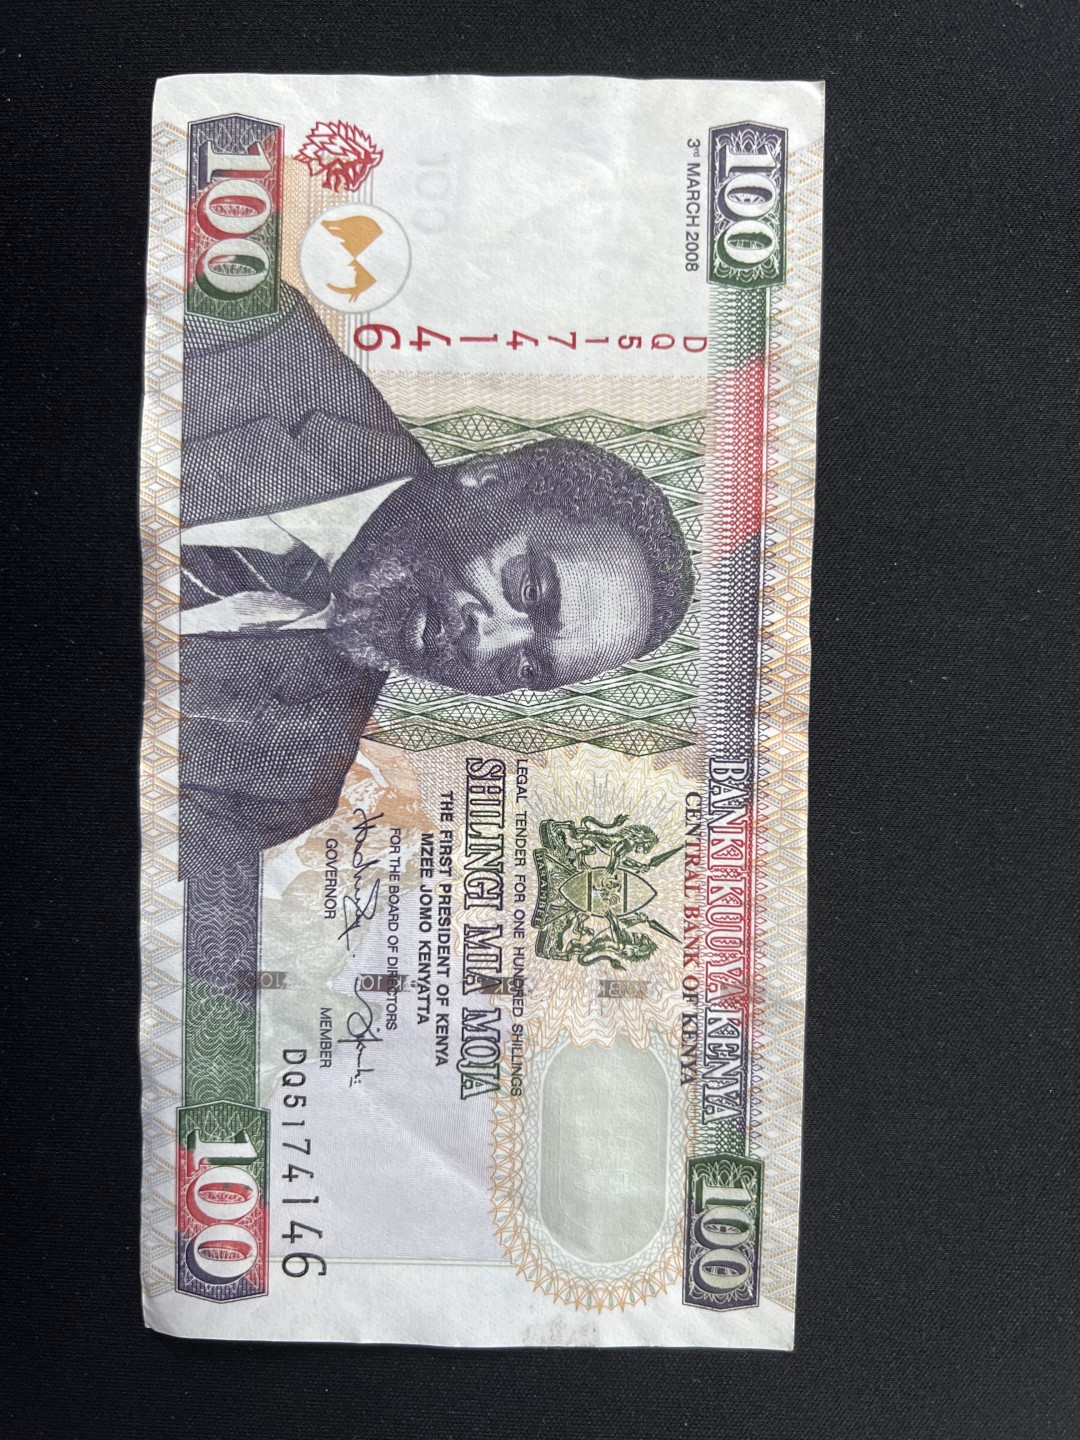 100
3rd MARCH 2008
100
BANKI KUU YA KENYA
CENTRAL BANK OF KENYA
DQ5174146
LEGAL TENDER FOR ONE HUNDRED SHILLINGS
SHILINGI MIA MOJA
THE FIRST PRESIDENT OF KENYA
MZEE JOMO KENYATTA
FOR THE BOARD OF DIRECTORS
GOVERNOR
MEMBER
DQ5174146
100
100